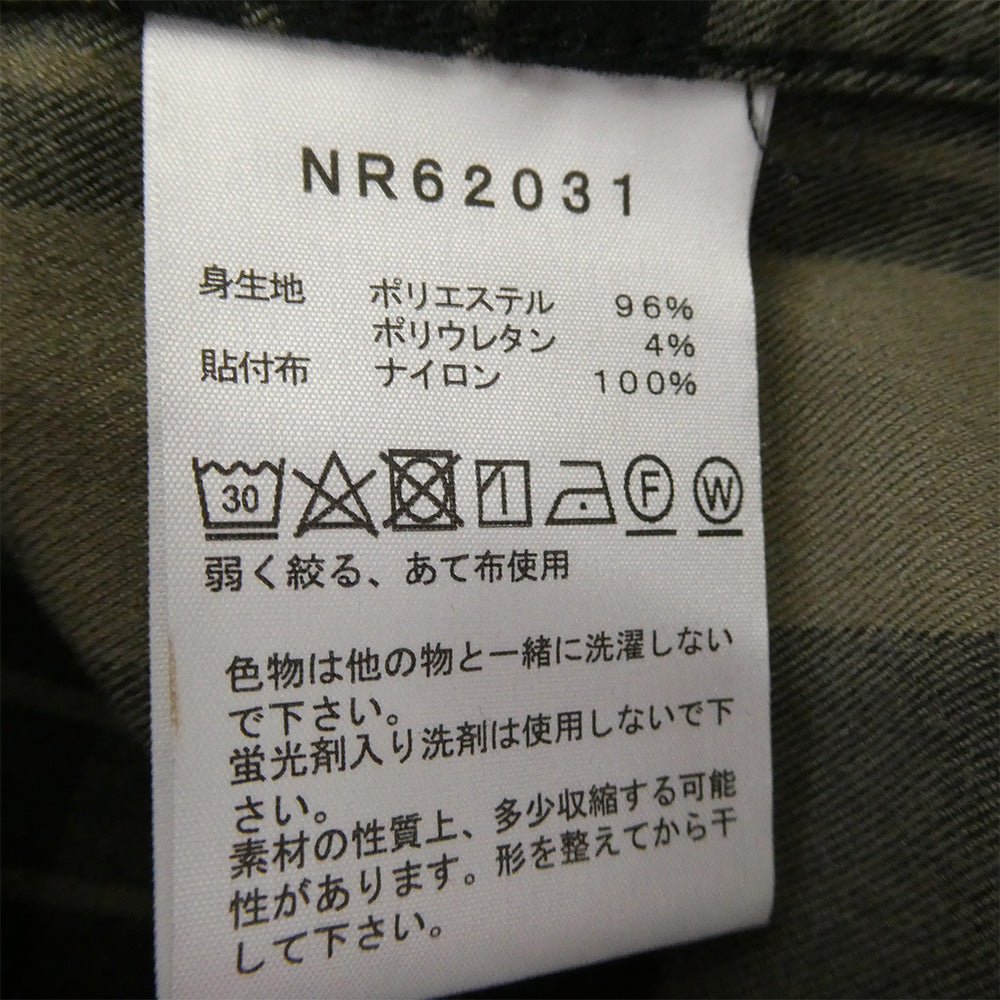 NR62031
身生地 ポリエステル 96%
ポリウレタン 4%
貼付布 ナイロン 100%
30 F W
弱く絞る、あて布使用
色物は他の物と一緒に洗濯しない
で下さい。
蛍光剤入り洗剤は使用しないで下
さい。
素材の性質上、多少収縮する可能
性があります。形を整えてから干
して下さい。